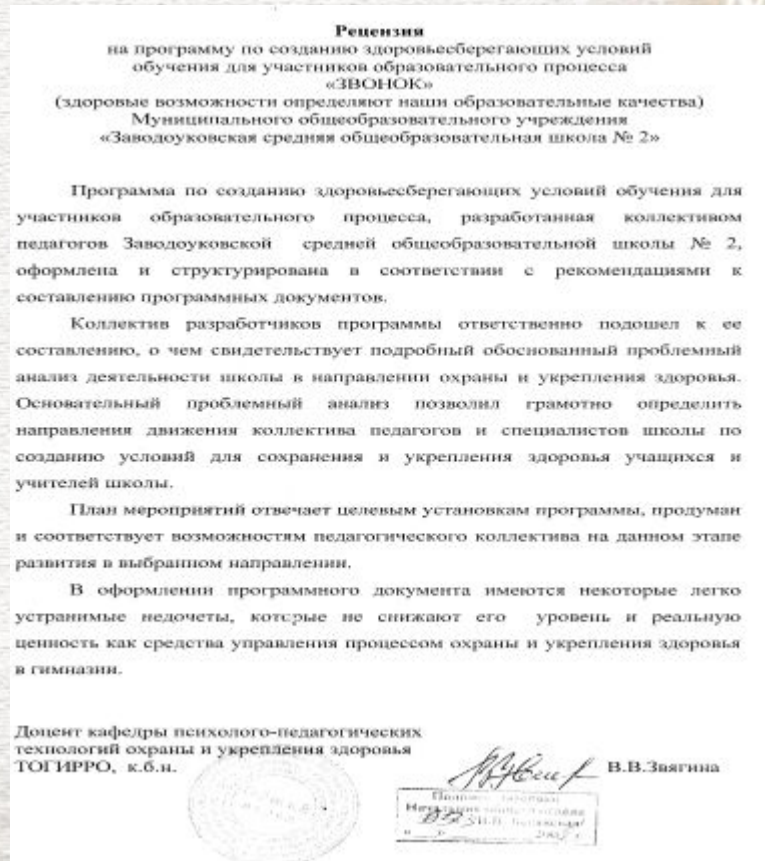 Рецензия
на программу по созданию здоровьесберегающих условий
обучения для участников образовательного процесса
«ЗВОНОК»
(здоровые возможности определяют наши образовательные качества)
Муниципального общеобразовательного учреждения
«Заводоуковская средняя общеобразовательная школа № 2»
Программа по созданию здоровьесберегающих условий обучения для
участников образовательного процесса, разработанная коллективом
педагогов Заводоуковской средней общеобразовательной школы № 2,
оформлена и структурирована в соответствии с рекомендациями к
составлению программных документов.
Коллектив разработчиков программы ответственно подошел к ее
составлению, о чем свидетельствует подробный обоснованный проблемный
анализ деятельности школы в направлении охраны и укрепления здоровья.
Основательный проблемный анализ позволил грамотно определить
направления движения коллектива педагогов и специалистов школы по
созданию условий для сохранения и укрепления здоровья учащихся и
учителей школы.
План мероприятий отвечает целевым установкам программы, продуман
и соответствует возможностям педагогического коллектива на данном этапе
развития в выбранном направлении.
В оформлении программного документа имеются некоторые легко
устранимые недочеты, которые не снижают его уровень и реальную
ценность как средства управления процессом охраны и укрепления здоровья
в гимназии.
Доцент кафедры психолого-педагогических
технологий охраны и укрепления здоровья
ТОГИРРО, к.б.н.
В.В.Звягина